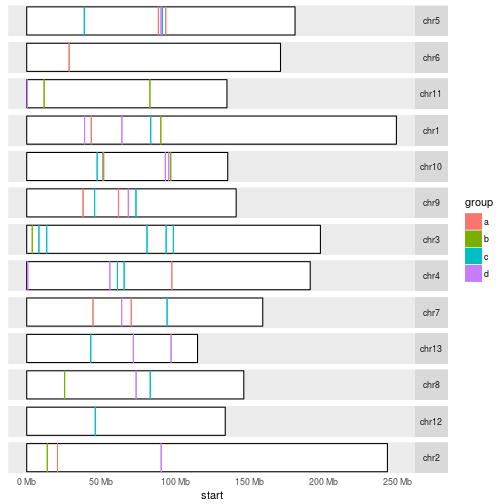 chr5
chr6
chr11
chr1
chr10
chr9
chr3
chr4
chr7
chr13
chr8
chr12
chr2
group
a
b
c
d
0 Mb 50 Mb 100 Mb 150 Mb 200 Mb 250 Mb
start